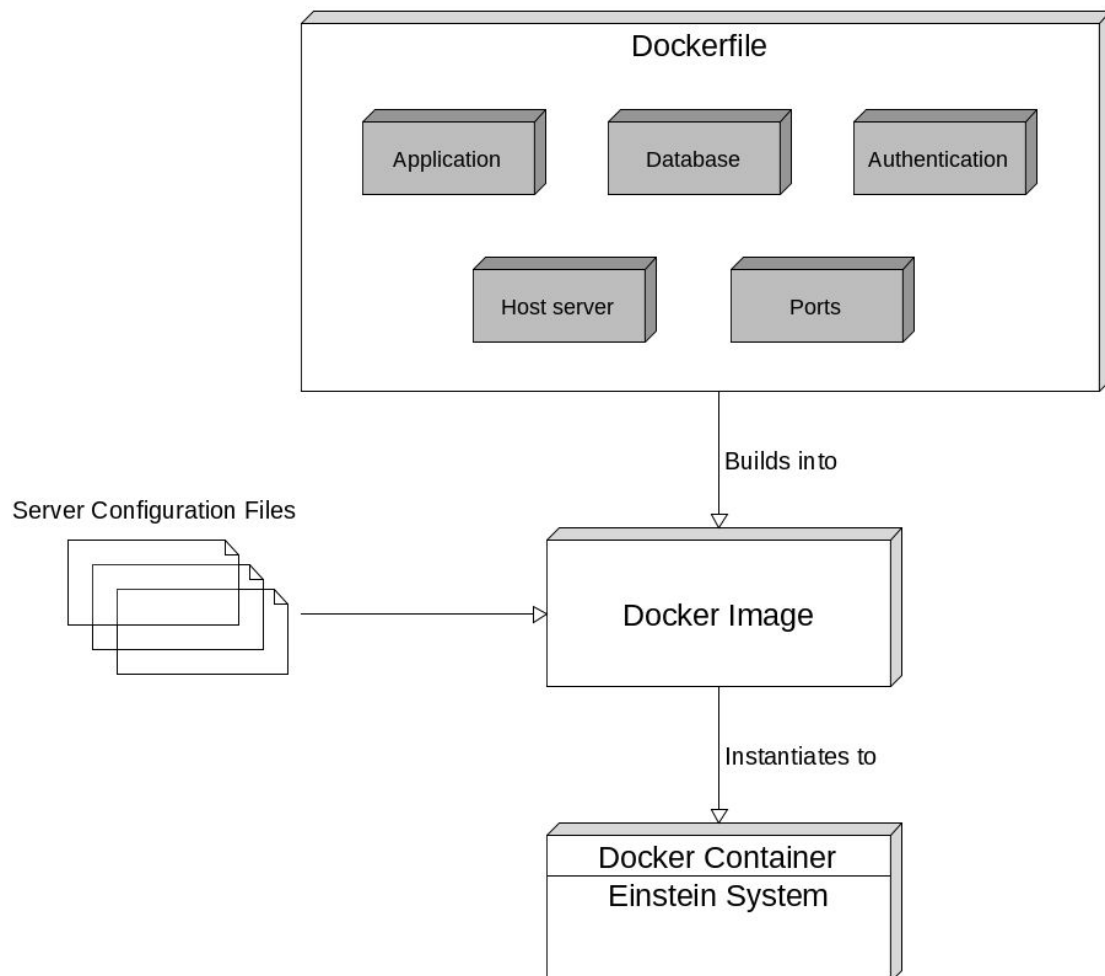 Dockerfile
Application
Database
Authentication
Host server
Ports
Builds into
Server Configuration Files
Docker Image
Instantiates to
Docker Container
Einstein System